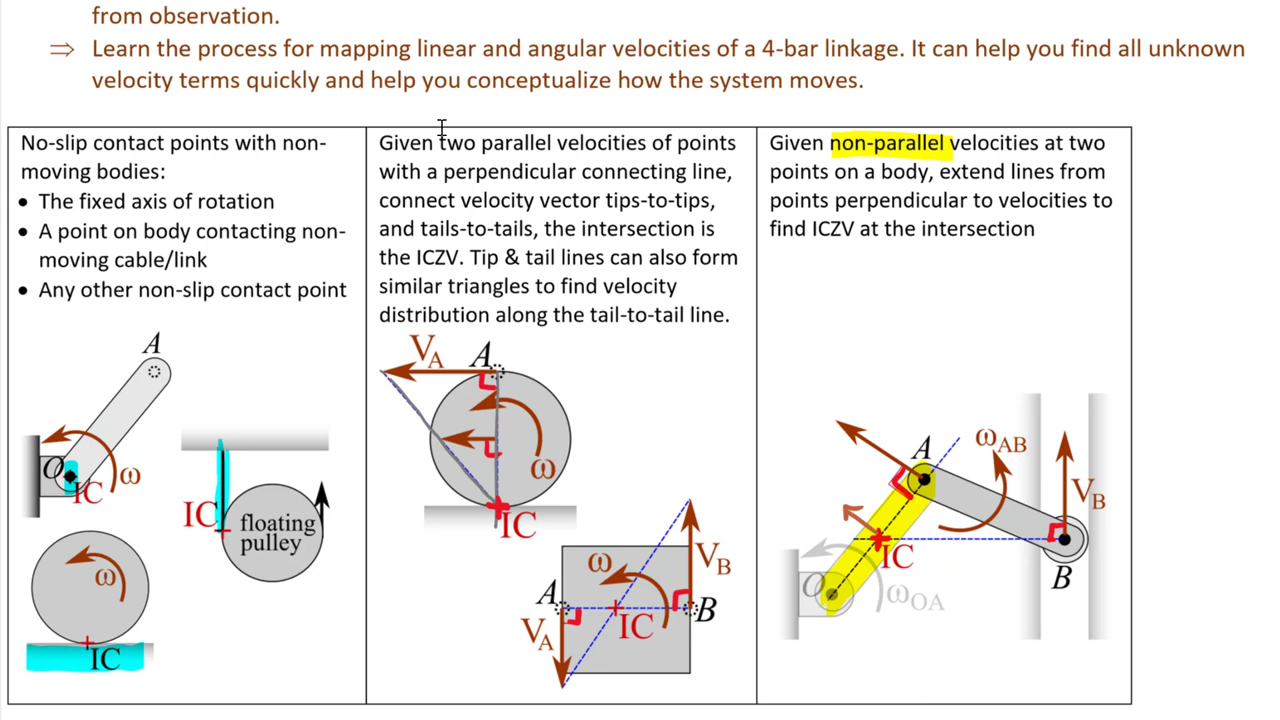 from observation.
⇒ Learn the process for mapping linear and angular velocities of a 4-bar linkage. It can help you find all unknown
velocity terms quickly and help you conceptualize how the system moves.
No-slip contact points with non-
moving bodies:
• The fixed axis of rotation
• A point on body contacting non-
moving cable/link
• Any other non-slip contact point
A
O
ω
IC
IC
floating
pulley
ω
IC
Given two parallel velocities of points
with a perpendicular connecting line,
connect velocity vector tips-to-tips,
and tails-to-tails, the intersection is
the ICZV. Tip & tail lines can also form
similar triangles to find velocity
distribution along the tail-to-tail line.
V_A A
ω
IC
ω
V_B
A
B
V_A
IC
Given non-parallel velocities at two
points on a body, extend lines from
points perpendicular to velocities to
find ICZV at the intersection
A
ω_AB
V_B
IC
B
O
ω_OA